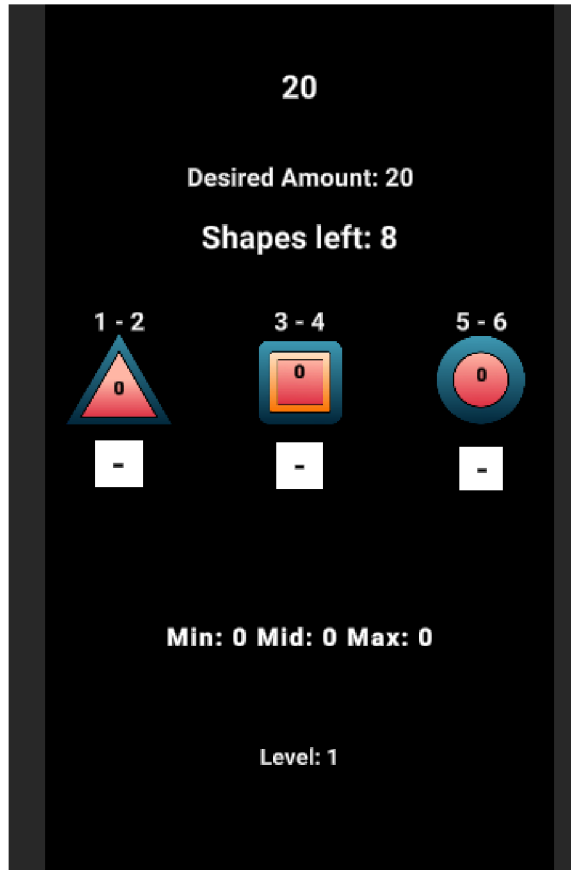 20
Desired Amount: 20
Shapes left: 8
1 - 2 3 - 4 5 - 6
0 0 0
- - -
Min: 0 Mid: 0 Max: 0
Level: 1